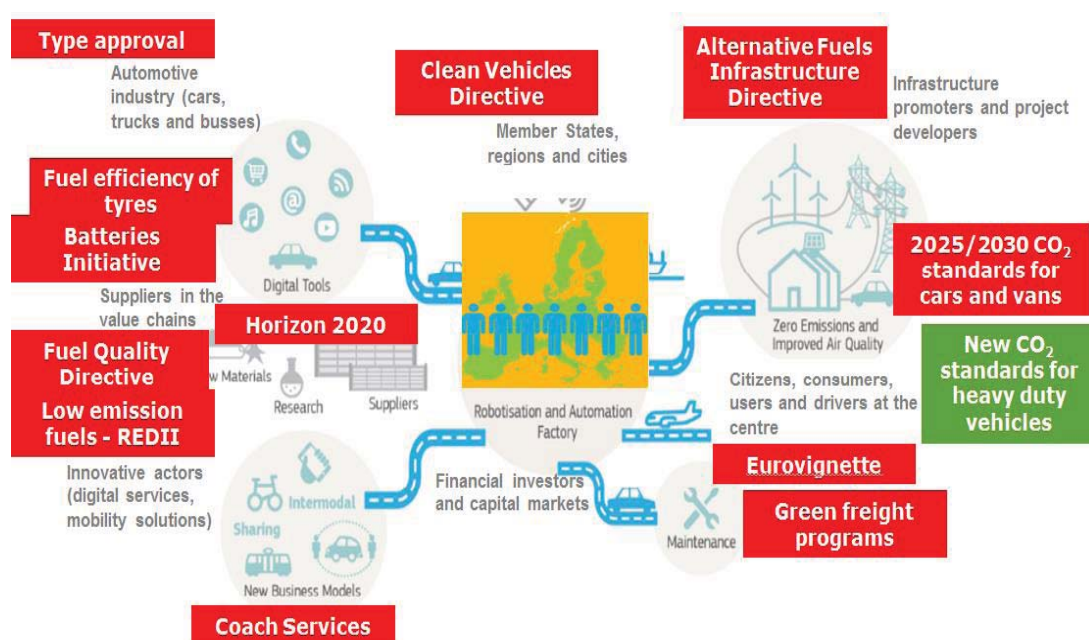 Type approval
Automotive
industry (cars,
trucks and busses)
Clean Vehicles
Directive
Member States,
regions and cities
Alternative Fuels
Infrastructure
Directive
Infrastructure
promoters and project
developers
Fuel efficiency of
tyres
Batteries
Initiative
@
Digital Tools
Suppliers in the
value chains
Horizon 2020
Fuel Quality
Directive
Materials
Research
Suppliers
Low emission
fuels - REDII
Innovative actors
(digital services,
mobility solutions)
Robotisation and Automation
Factory
2025/2030 CO₂
standards for
cars and vans
Zero Emissions and
Improved Air Quality
New CO₂
standards for
heavy duty
vehicles
Citizens, consumers,
users and drivers at the
centre
Eurovignette
Green freight
programs
Financial investors
and capital markets
Maintenance
Intermodal
Sharing
New Business Models
Coach Services